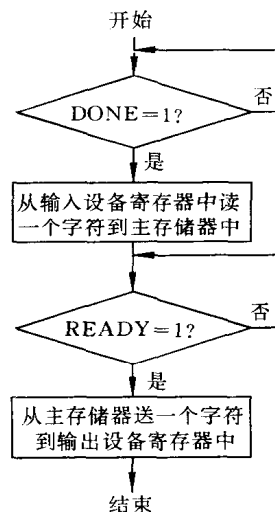 开始
DONE=1?
否
是
从输入设备寄存器中读
一个字符到主存储器中
READY=1?
否
是
从主存储器送一个字符
到输出设备寄存器中
结束